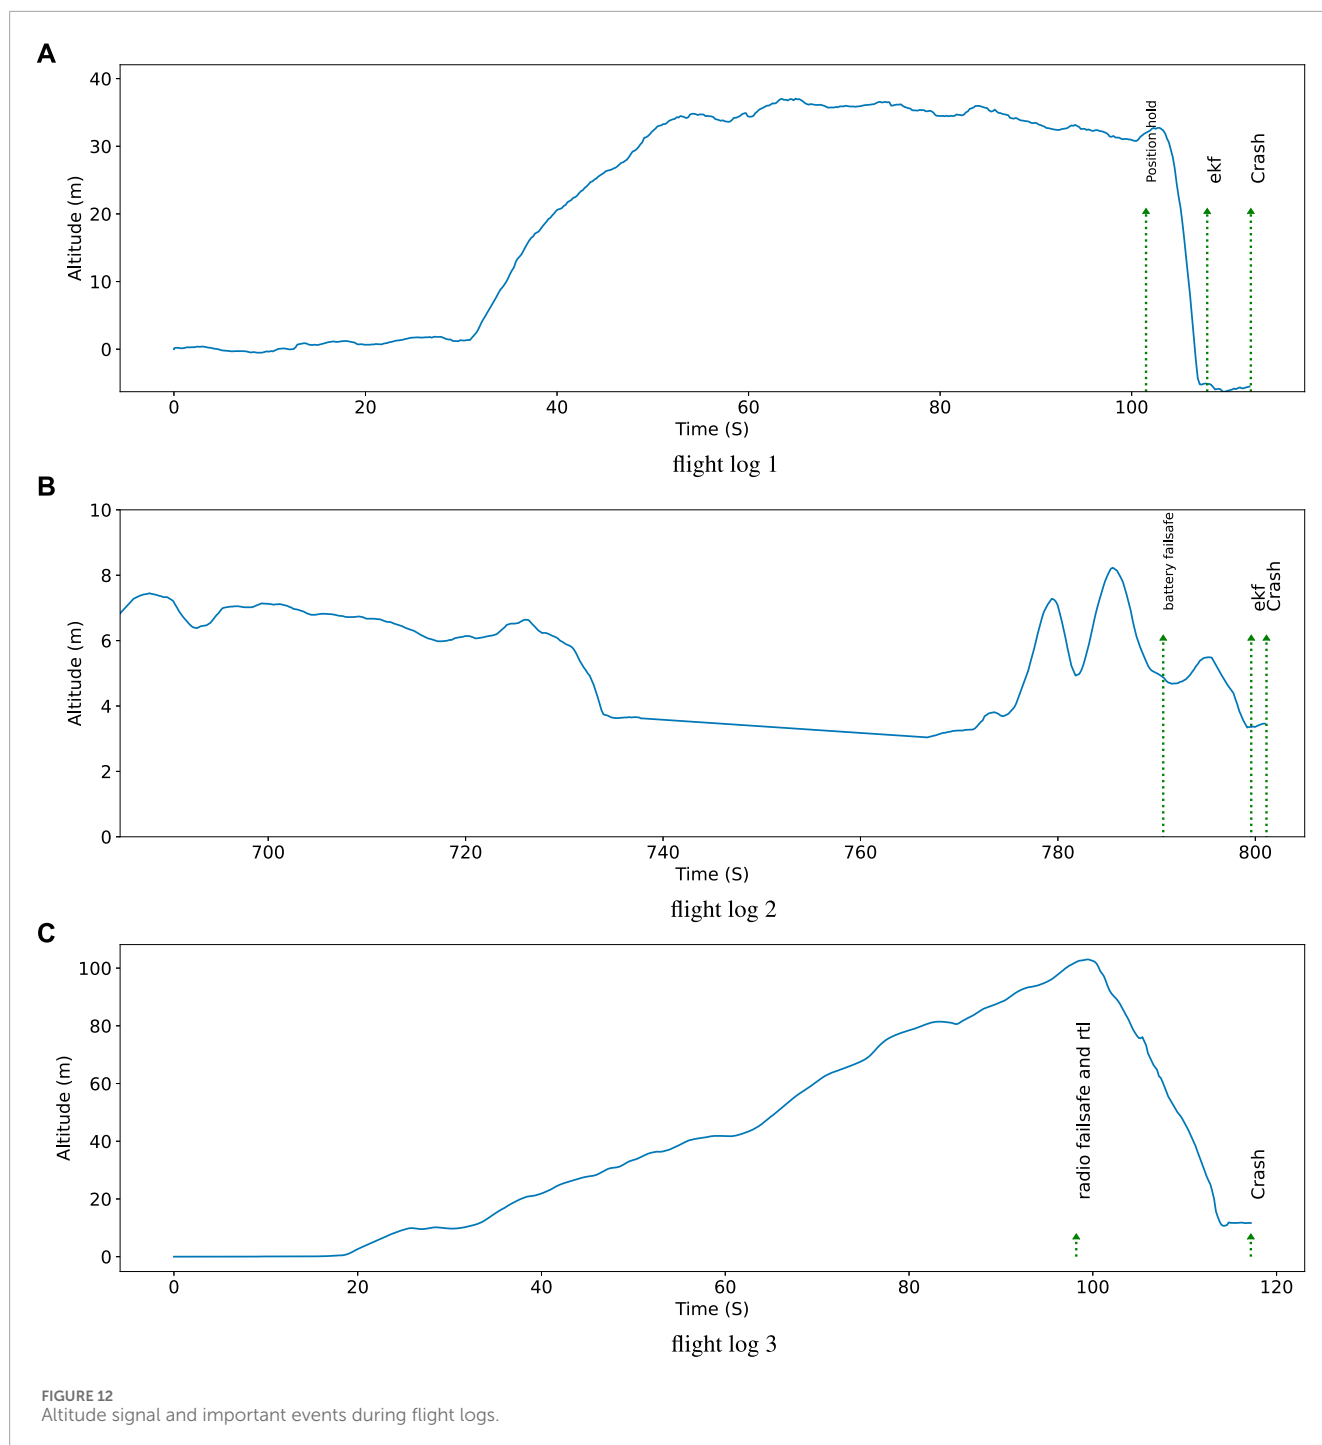 A
40
30
20
10
0
Altitude (m)
Position hold
ekf
Crash
0 20 40 60 80 100
Time (S)
flight log 1
B
10
8
6
4
2
0
Altitude (m)
battery failsafe
ekf
Crash
700 720 740 760 780 800
Time (S)
flight log 2
C
100
80
60
40
20
0
Altitude (m)
radio failsafe and rtl
Crash
0 20 40 60 80 100 120
Time (S)
flight log 3
FIGURE 12
Altitude signal and important events during flight logs.